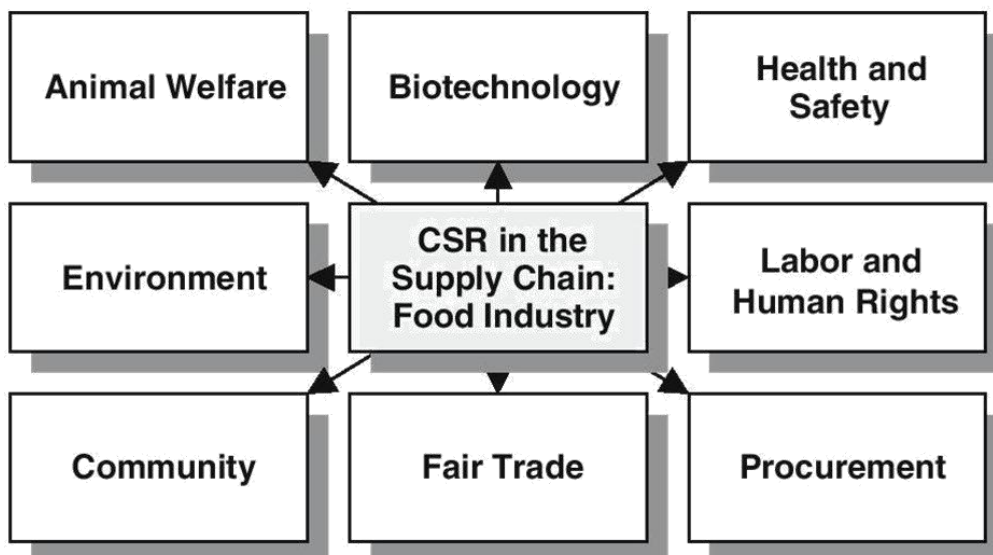 Animal Welfare
Biotechnology
Health and
Safety
Environment
CSR in the
Supply Chain:
Food Industry
Labor and
Human Rights
Community
Fair Trade
Procurement